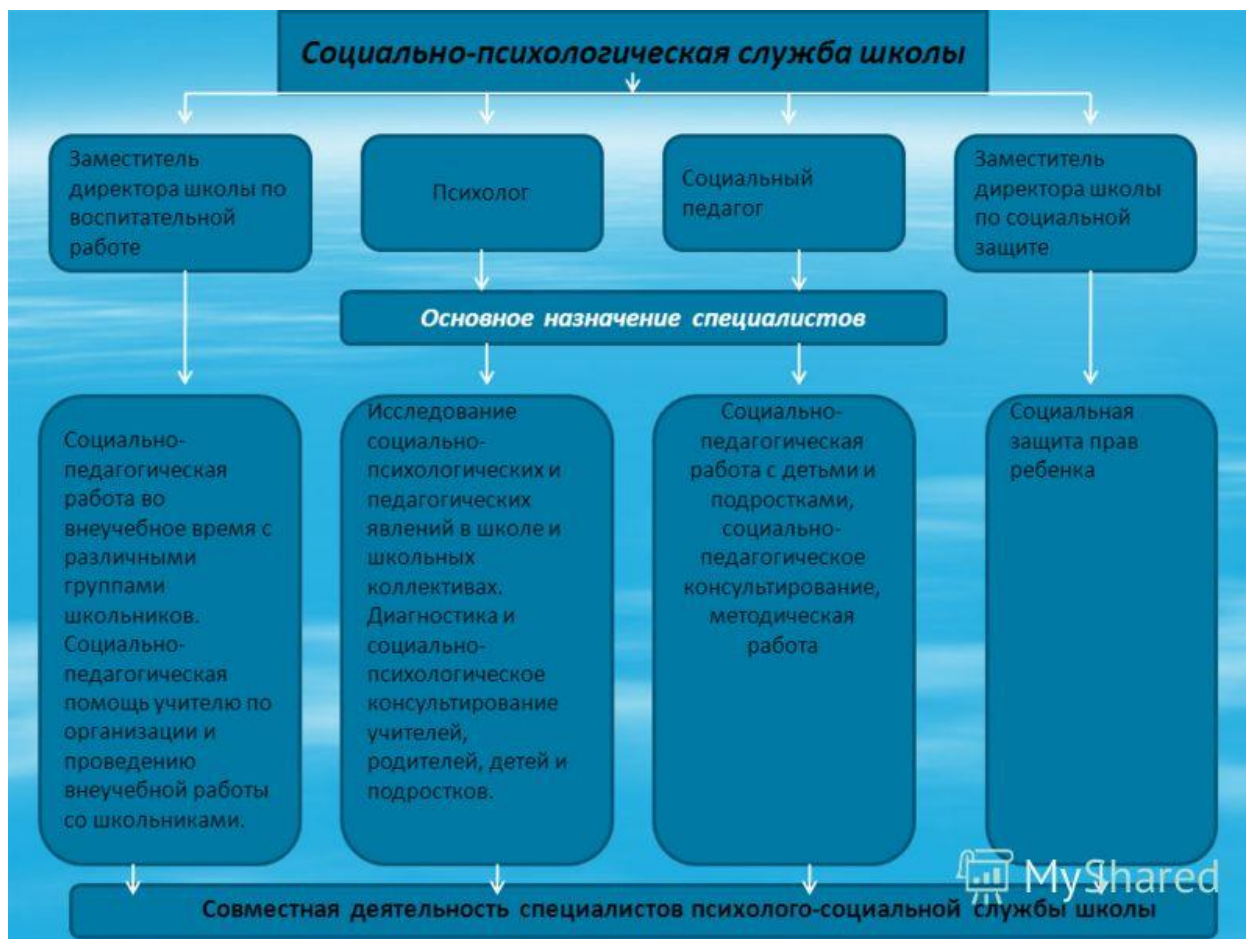 Социально-психологическая служба школы
Заместитель
директора школы по
воспитательной
работе
Психолог
Социальный
педагог
Заместитель
директора школы
по социальной
защите
Основное назначение специалистов
Социально-
педагогическая
работа во
внеучебное время с
различными
группами
школьников.
Социально-
педагогическая
помощь учителю по
организации и
проведению
внеучебной работы
со школьниками.
Исследование
социально-
психологических и
педагогических
явлений в школе и
школьных
коллективах.
Диагностика и
социально-
психологическое
консультирование
учителей,
родителей, детей и
подростков.
Социально-
педагогическая
работа с детьми и
подростками,
социально-
педагогическое
консультирование,
методическая
работа
Социальная
защита прав
ребенка
MyShared
Совместная деятельность специалистов психолого-социальной службы школы